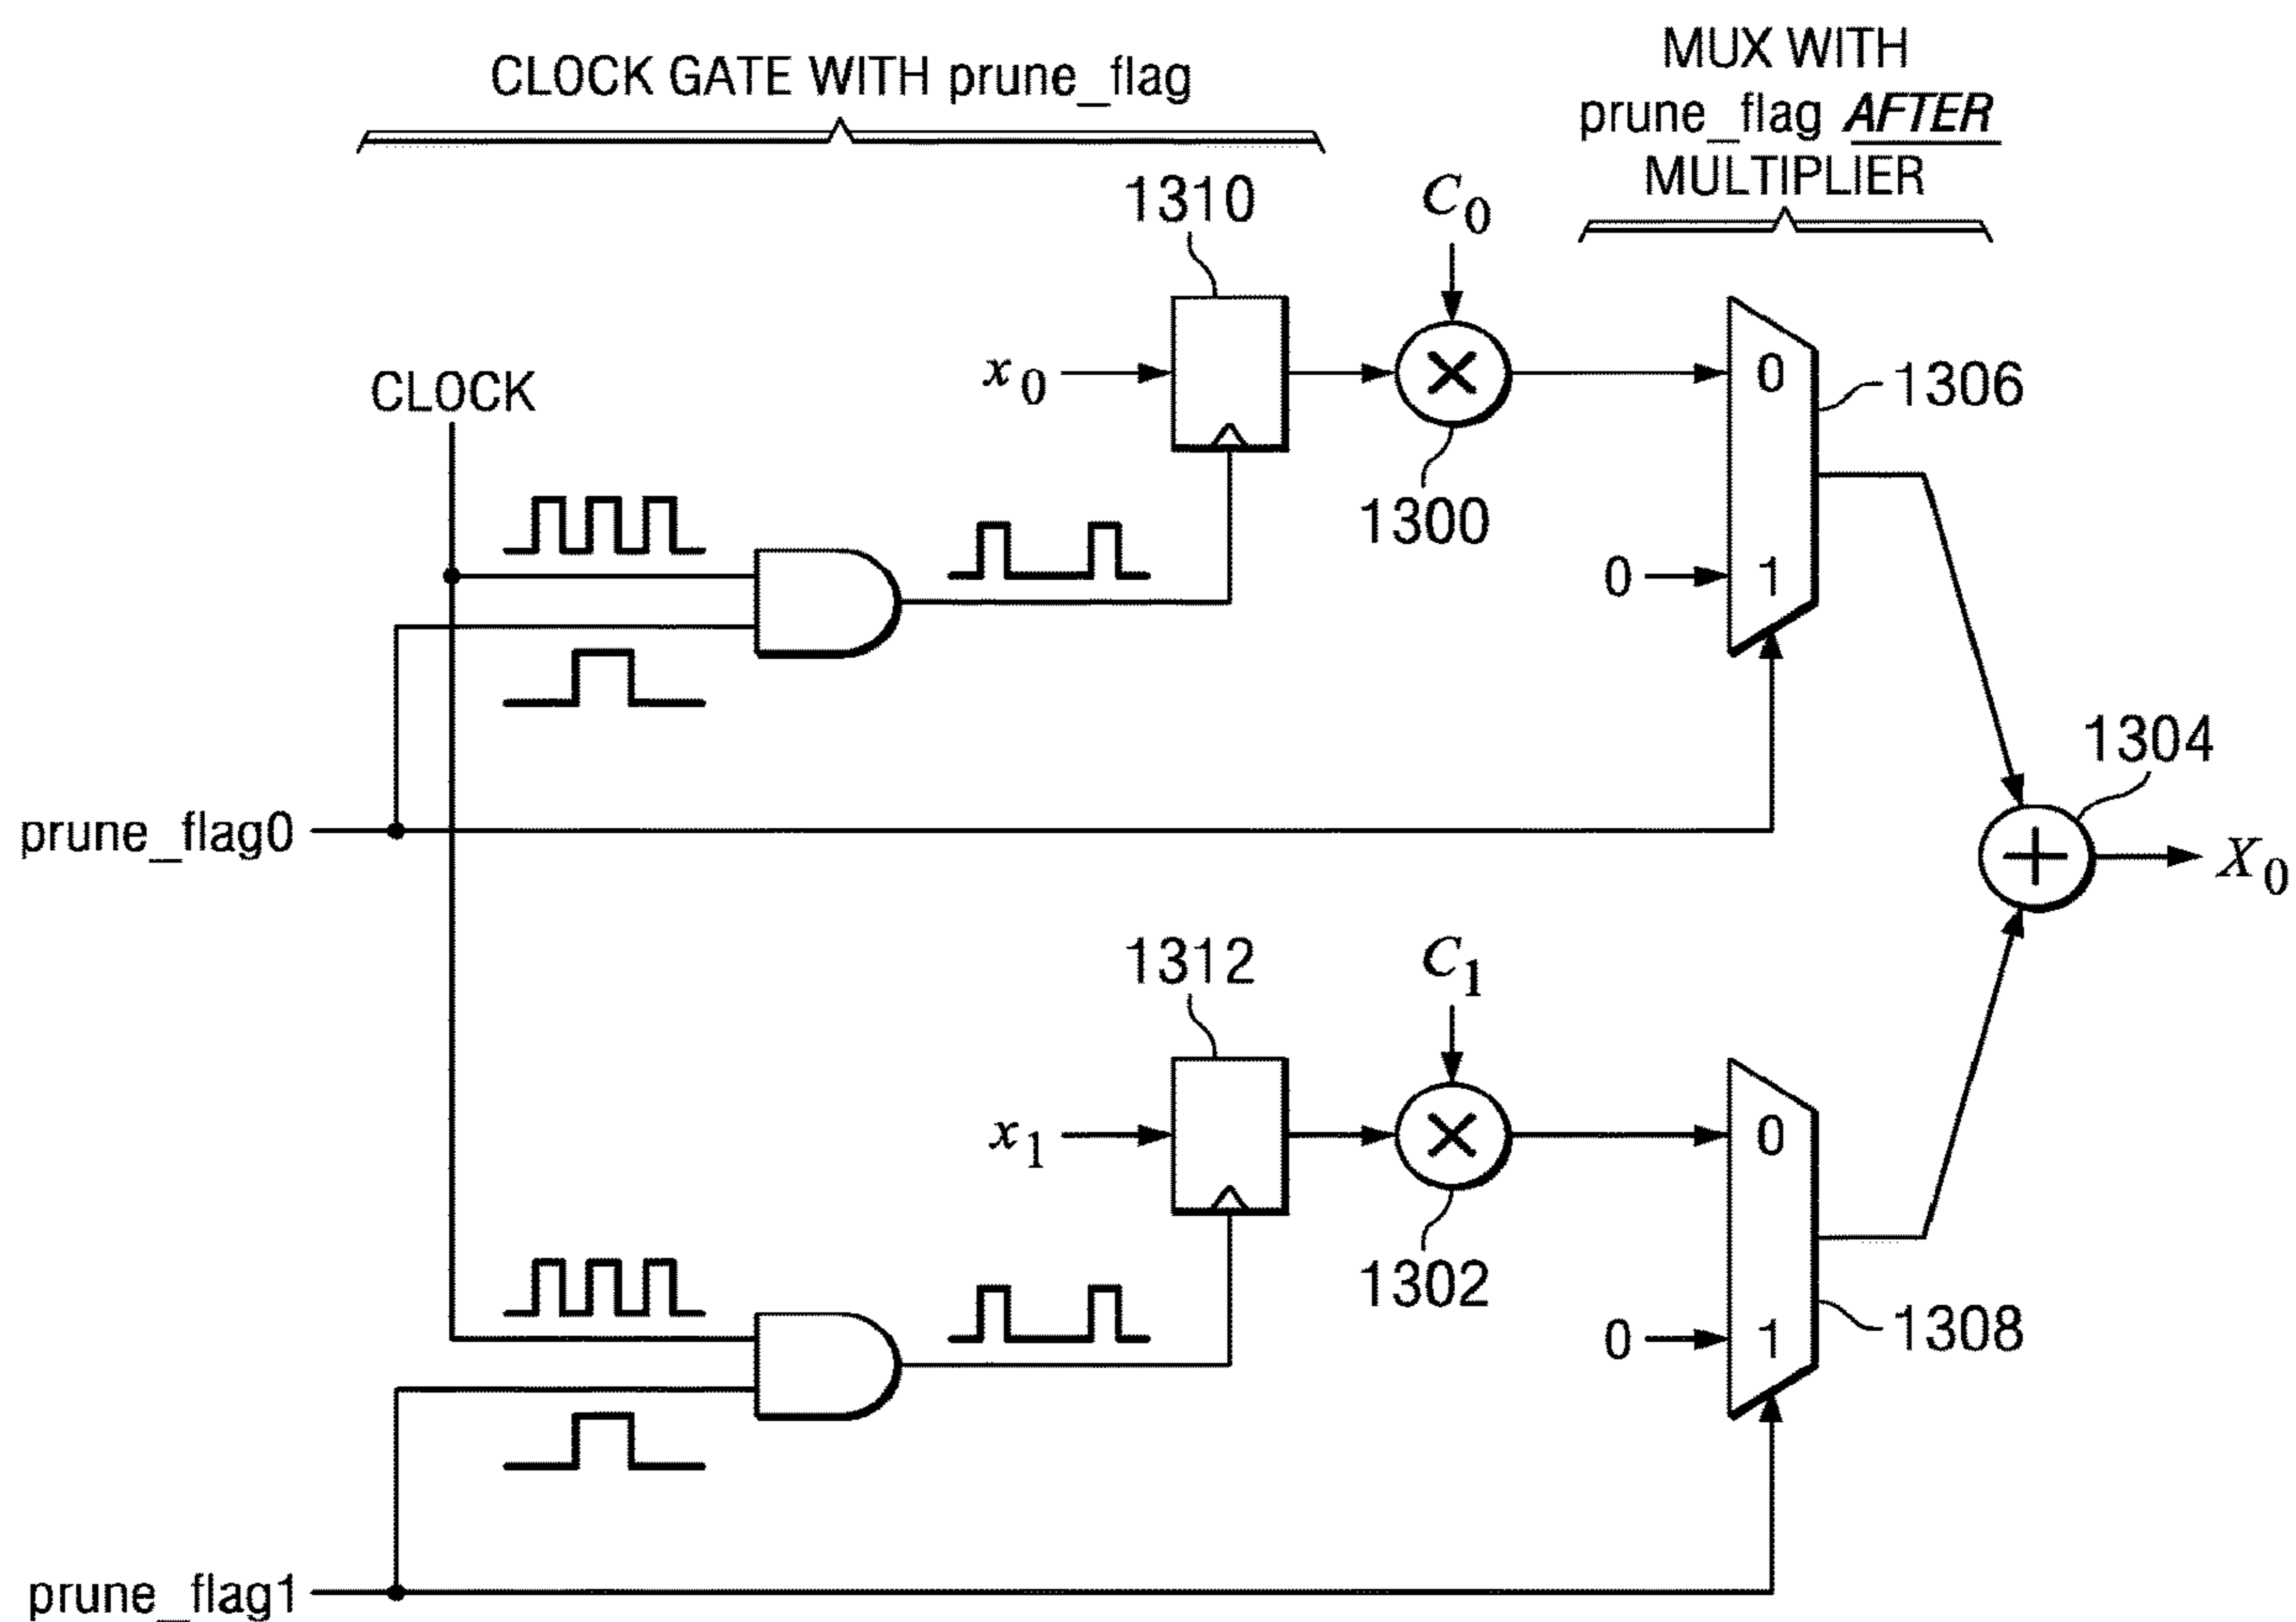 CLOCK GATE WITH prune_flag
MUX WITH
prune_flag AFTER
MULTIPLIER
1310
C0
x0
0
1306
CLOCK
1300
0
1
1304
prune_flag0
X0
1312
C1
x1
0
1302
0
1
1308
prune_flag1